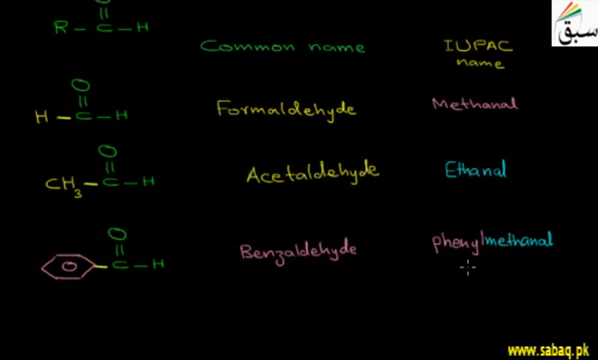 O
||
R - C - H
سبق
Common name
IUPAC
name
O
||
H - C - H
Formaldehyde
Methanal
O
||
CH3 - C - H
Acetaldehyde
Ethanal
O
||
C - H
Benzaldehyde
phenylmethanal
www.sabaq.pk